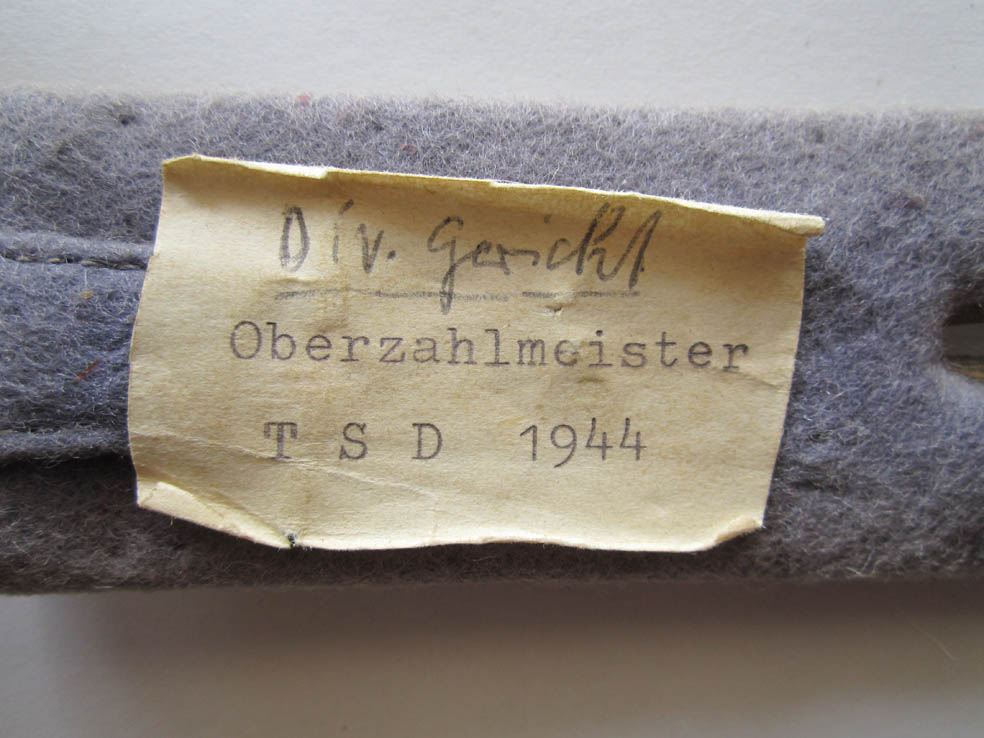 Div. Gericht
Oberzahlmeister
T S D 1944